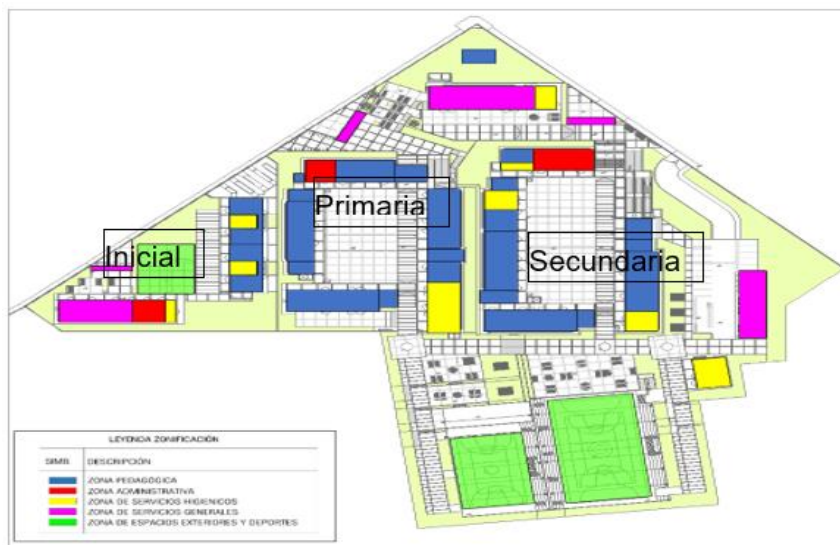 Primaria
Inicial
Secundaria
LEYENDA ZONIFICACIÓN
SIMB. DESCRIPCIÓN
ZONA PEDAGÓGICA
ZONA ADMINISTRATIVA
ZONA DE SERVICIOS HIGIENICOS
ZONA DE SERVICIOS GENERALES
ZONA DE ESPACIOS EXTERIORES Y DEPORTES